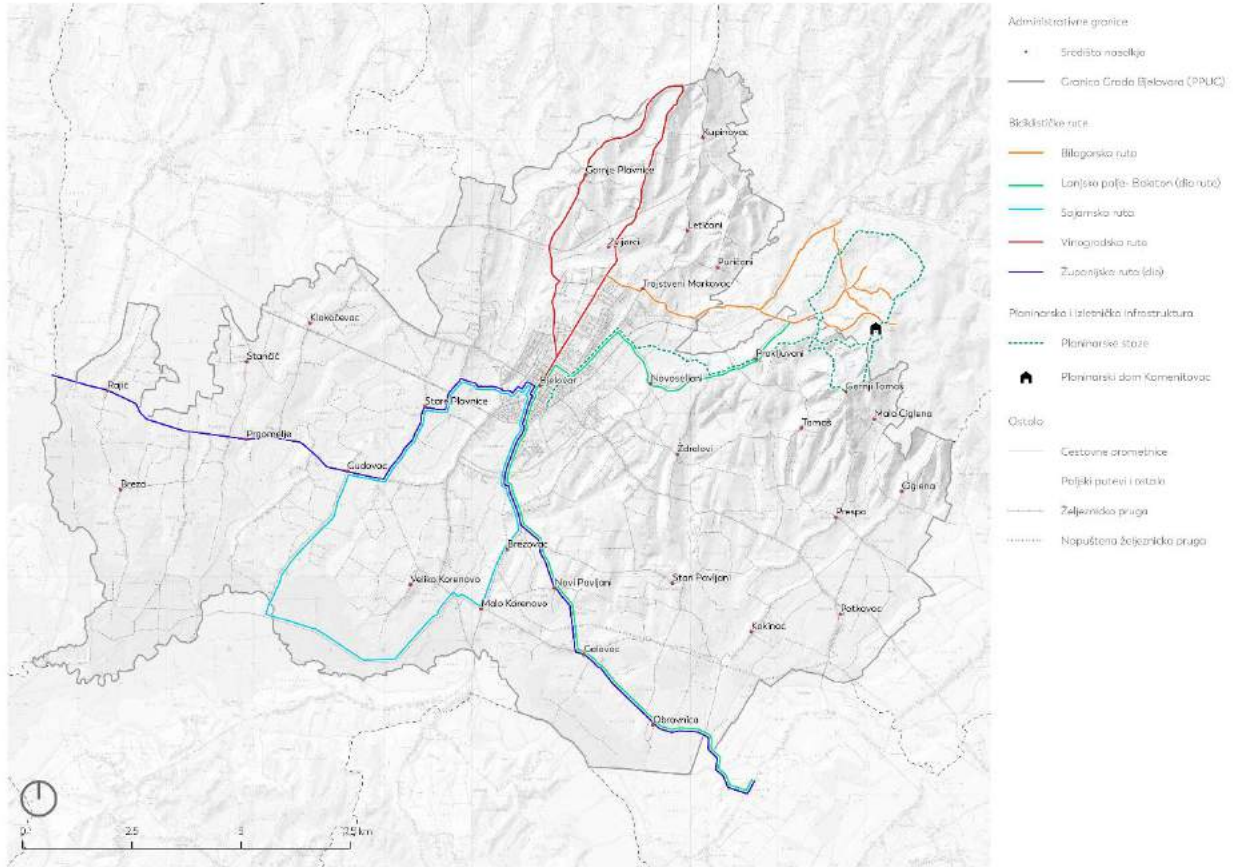 Kupinovac
Gornje Plavnice
Zvijerci
Letičani
Puričani
Trojstveni Markovac
Klokočevac
Stančić
Prokljuvani
Bjelovar
Novoseljani
Rajić
Stare Plavnice
Gornji Tomaš
Malo Ciglena
Tomaš
Prgomelje
Ždralovi
Gudovac
Breza
Ciglena
Prespa
Brezovac
Veliko Korenovo
Novi Pavljani
Stari Pavljani
Malo Korenovo
Patkovac
Kokinac
Galovac
Obrovnica
0
2.5
5
7.5 km
Administrativne granice
Središta naselkja
Granica Grada Bjelovara (PPUG)
Biciklističke rute
Bilogorska ruta
Lonjsko polje- Balaton (dio rute)
Sajamska ruta
Vinogradska ruta
Županijska ruta (dio)
Planinarska i izletnička infrastruktura
Planinarske staze
Planinarski dom Kamenitovac
Ostalo
Cestovne prometnice
Poljski putevi i ostalo
Željeznička pruga
Napuštena željeznička pruga